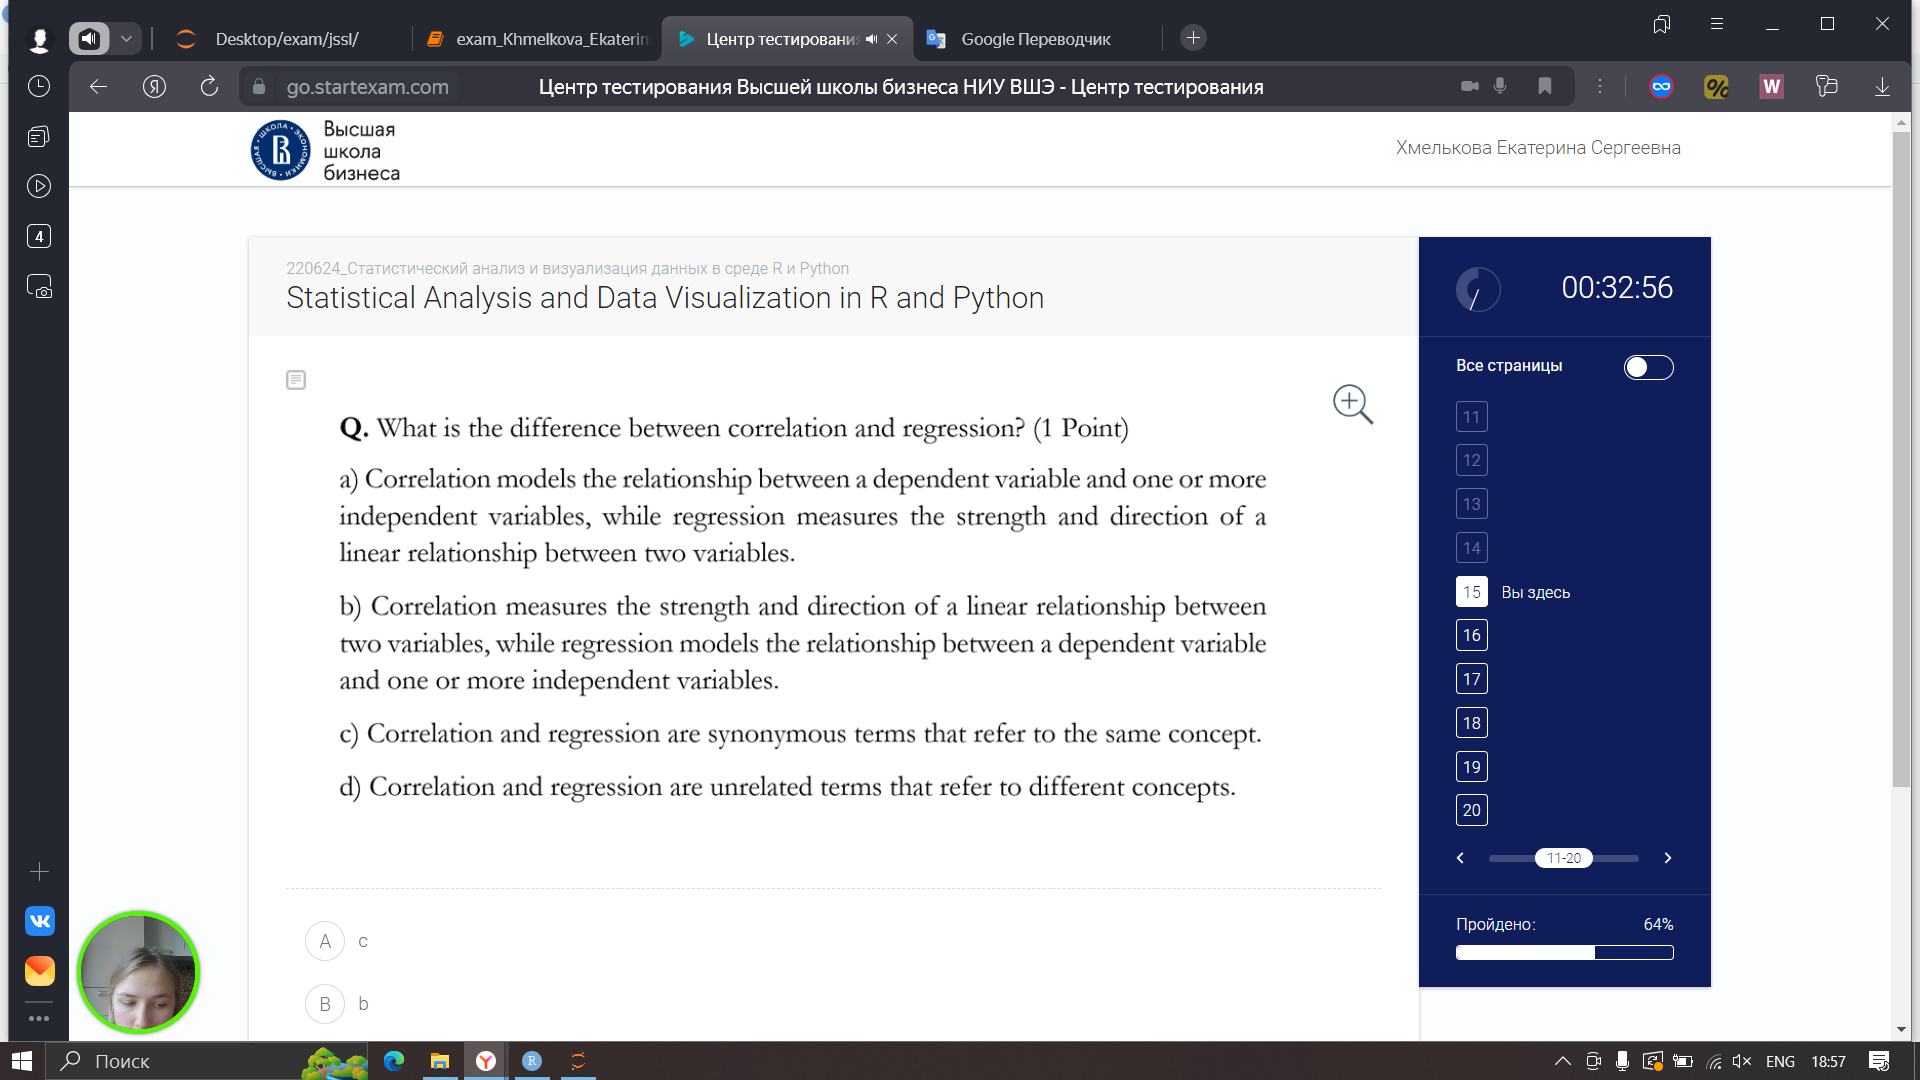 Desktop/exam/jssl/
exam_Khmelkova_Ekaterin
Центр тестировани
Google Переводчик
go.startexam.com
Центр тестирования Высшей школы бизнеса НИУ ВШЭ - Центр тестирования
4
Высшая
школа
бизнеса
Хмелькова Екатерина Сергеевна
220624_Статистический анализ и визуализация данных в среде R и Python
Statistical Analysis and Data Visualization in R and Python
00:32:56
Все страницы
Q. What is the difference between correlation and regression? (1 Point)
a) Correlation models the relationship between a dependent variable and one or more
independent variables, while regression measures the strength and direction of a
linear relationship between two variables.
b) Correlation measures the strength and direction of a linear relationship between
two variables, while regression models the relationship between a dependent variable
and one or more independent variables.
c) Correlation and regression are synonymous terms that refer to the same concept.
d) Correlation and regression are unrelated terms that refer to different concepts.
A c
B b
11
12
13
14
15 Вы здесь
16
17
18
19
20
11-20
Пройдено: 64%
Поиск
ENG
18:57